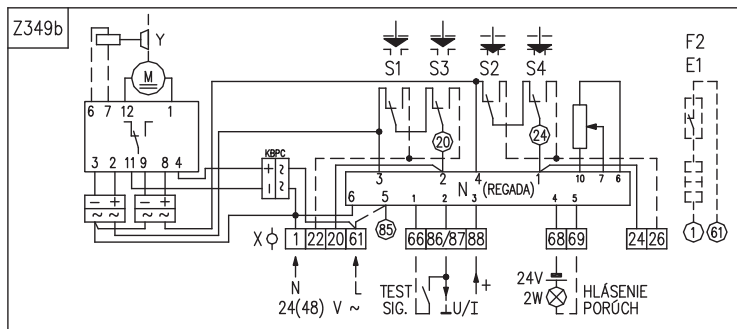 Z349b
Y
M
6 7 12 1
3 2 11 9 8 4
− + − +
~ ~ ~ ~
KBPC
+ ~
− ~
S1 S3 S2 S4
20 24
F2
E1
3 2 4 1 10 7 6
N (REGADA)
6 5 1 2 3 4 5
85
X 1 22 20 61 66 86/87 88 68 69 24 26
1 61
N L
24(48) V ~
TEST
SIG.
⊥U/I
+
24V
2W
HLÁSENIE
PORÚCH